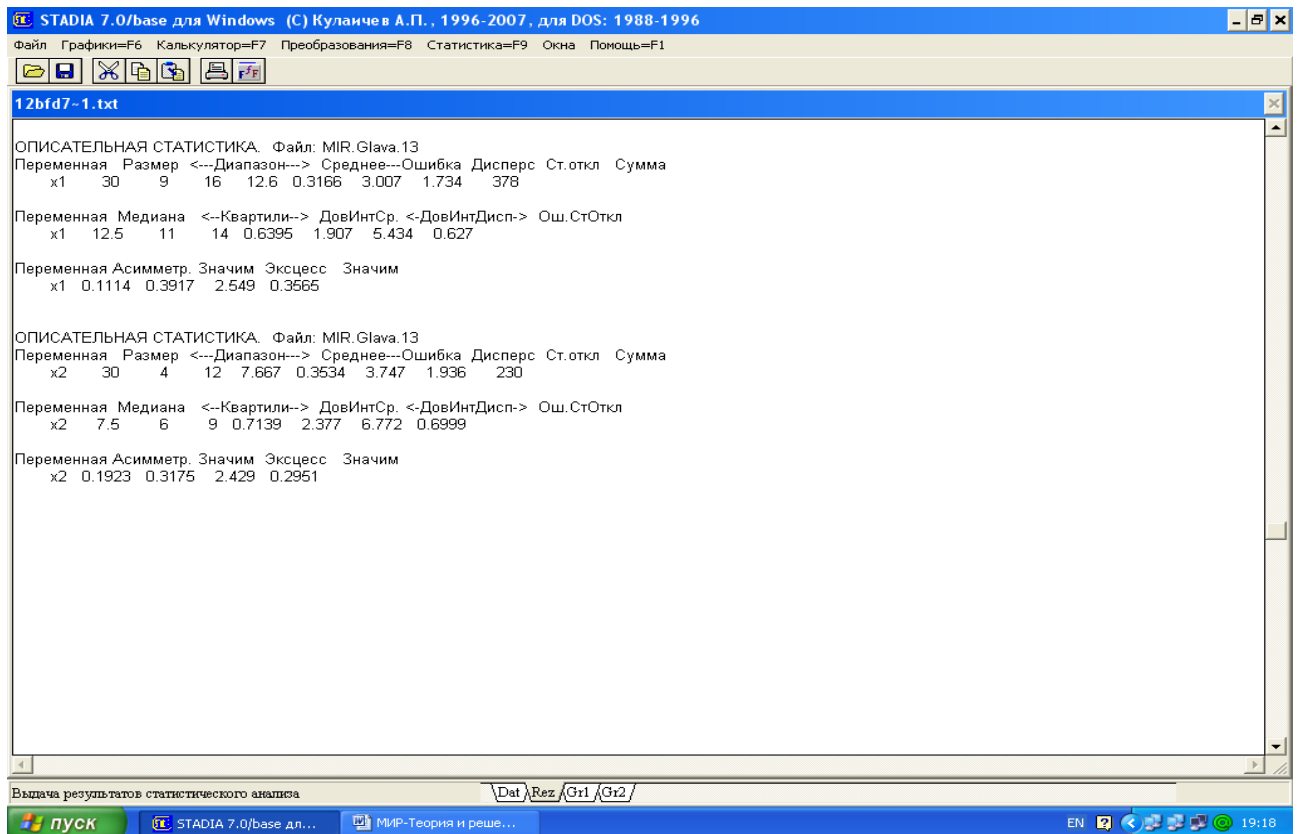 STADIA 7.0/base для Windows (C) Кулаичев А.П., 1996-2007, для DOS: 1988-1996
Файл Графики=F6 Калькулятор=F7 Преобразования=F8 Статистика=F9 Окна Помощь=F1
12bfd7~1.txt
ОПИСАТЕЛЬНАЯ СТАТИСТИКА. Файл: MIR.Glava.13
Переменная Размер <---Диапазон---> Среднее---Ошибка Дисперс Ст.откл Сумма
x1 30 9 16 12.6 0.3166 3.007 1.734 378
Переменная Медиана <--Квартили--> ДовИнтСр. <-ДовИнтДисп-> Ош.СтОткл
x1 12.5 11 14 0.6395 1.907 5.434 0.627
Переменная Асимметр. Значим Эксцесс Значим
x1 0.1114 0.3917 2.549 0.3565
ОПИСАТЕЛЬНАЯ СТАТИСТИКА. Файл: MIR.Glava.13
Переменная Размер <---Диапазон---> Среднее---Ошибка Дисперс Ст.откл Сумма
x2 30 4 12 7.667 0.3534 3.747 1.936 230
Переменная Медиана <--Квартили--> ДовИнтСр. <-ДовИнтДисп-> Ош.СтОткл
x2 7.5 6 9 0.7139 2.377 6.772 0.6999
Переменная Асимметр. Значим Эксцесс Значим
x2 0.1923 0.3175 2.429 0.2951
Выдача результатов статистического анализа
Dat Rez Gr1 Gr2
пуск STADIA 7.0/base дл... МИР-Теория и реше... EN 19:18